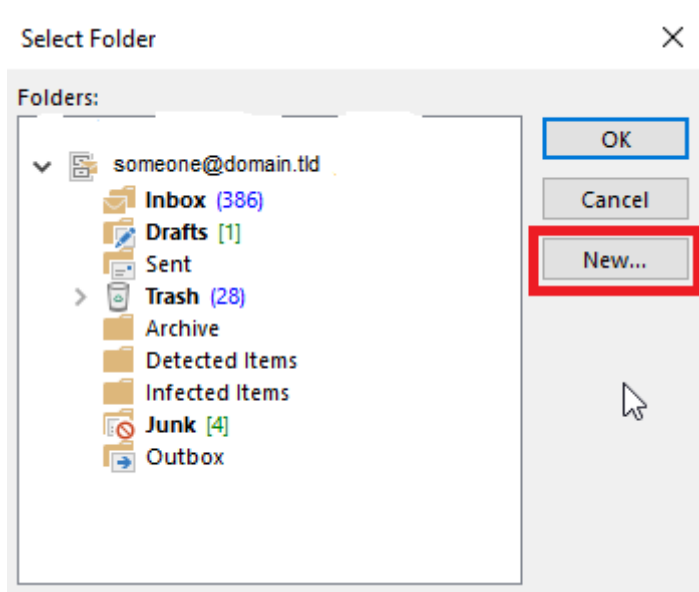 Select Folder
Folders:
someone@domain.tld
Inbox (386)
Drafts [1]
Sent
Trash (28)
Archive
Detected Items
Infected Items
Junk [4]
Outbox
OK
Cancel
New...